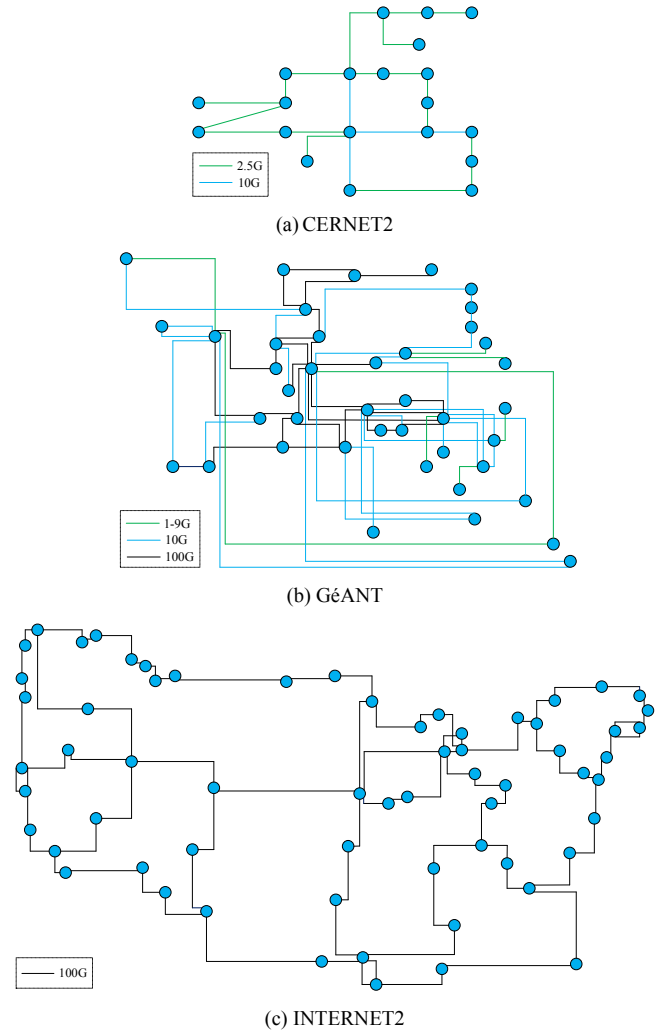 2.5G
10G
(a) CERNET2
1-9G
10G
100G
(b) GéANT
100G
(c) INTERNET2